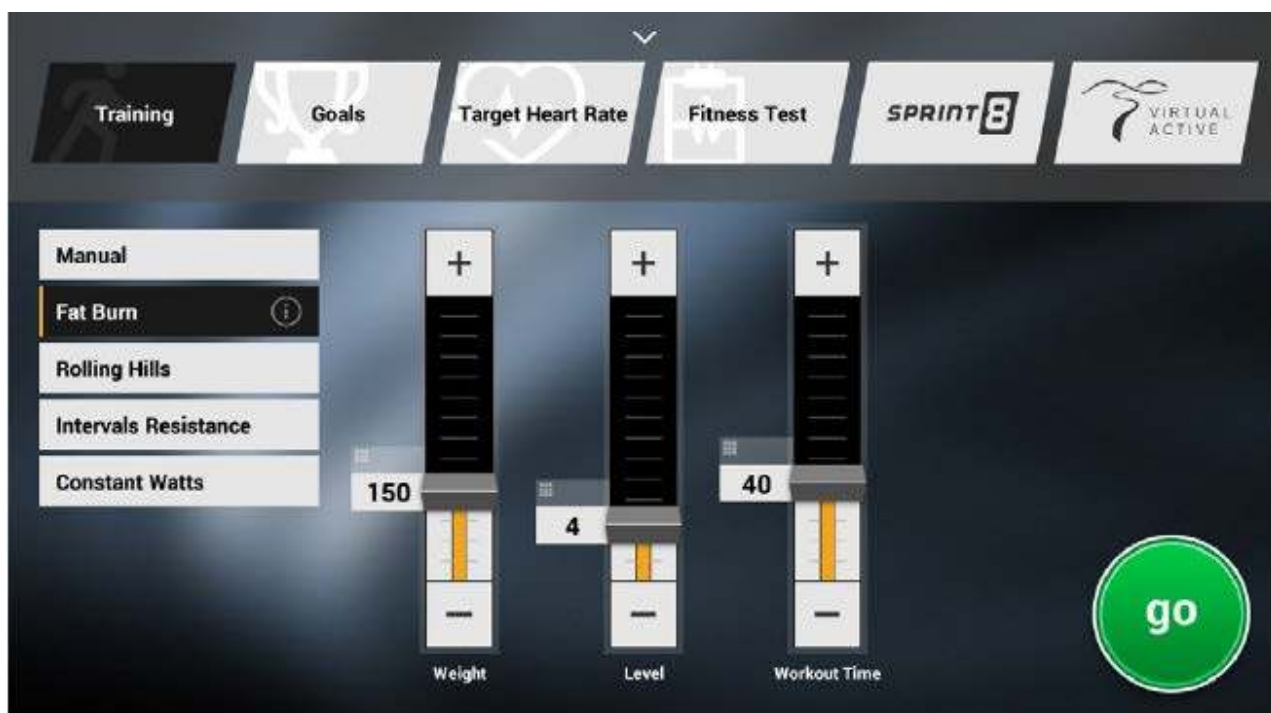 Training
Goals
Target Heart Rate
Fitness Test
SPRINT 8
VIRTUAL
ACTIVE
Manual
Fat Burn
Rolling Hills
Intervals Resistance
Constant Watts
+
+
+
150
4
40
−
−
−
Weight
Level
Workout Time
go